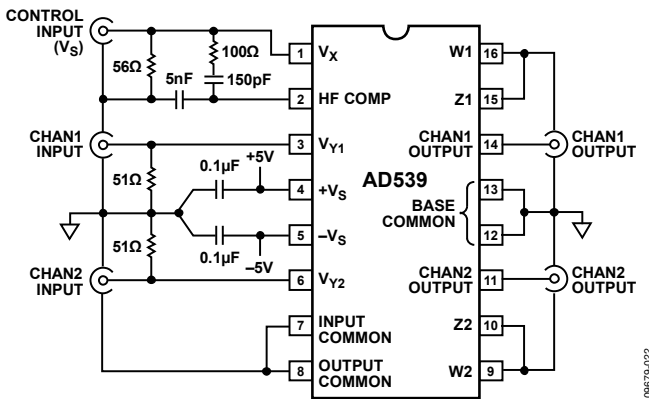 CONTROL
INPUT
(VS)
56Ω
5nF
100Ω
150pF
1 VX
2 HF COMP
CHAN1
INPUT
3 VY1
51Ω
0.1µF
+5V
4 +VS
5 –VS
51Ω
0.1µF
–5V
CHAN2
INPUT
6 VY2
7 INPUT
COMMON
8 OUTPUT
COMMON
AD539
W1 16
Z1 15
CHAN1
OUTPUT 14
CHAN1
OUTPUT
13
BASE
COMMON
12
CHAN2
OUTPUT 11
CHAN2
OUTPUT
Z2 10
W2 9
09679-022